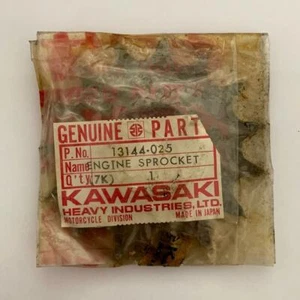 GENUINE PART
P. No. 13144-025
Name ENGINE SPROCKET
Q'ty (7K) 1
KAWASAKI
HEAVY INDUSTRIES, LTD.
MOTORCYCLE DIVISION MADE IN JAPAN